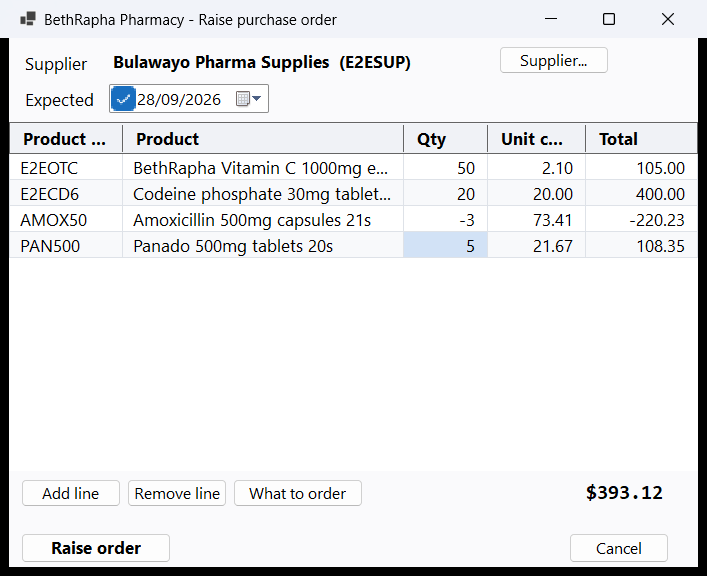 BethRapha Pharmacy - Raise purchase order
Supplier Bulawayo Pharma Supplies (E2ESUP) Supplier...
Expected 28/09/2026
Product ... Product Qty Unit c... Total
E2EOTC BethRapha Vitamin C 1000mg e... 50 2.10 105.00
E2ECD6 Codeine phosphate 30mg tablet... 20 20.00 400.00
AMOX50 Amoxicillin 500mg capsules 21s -3 73.41 -220.23
PAN500 Panado 500mg tablets 20s 5 21.67 108.35
Add line Remove line What to order $393.12
Raise order Cancel